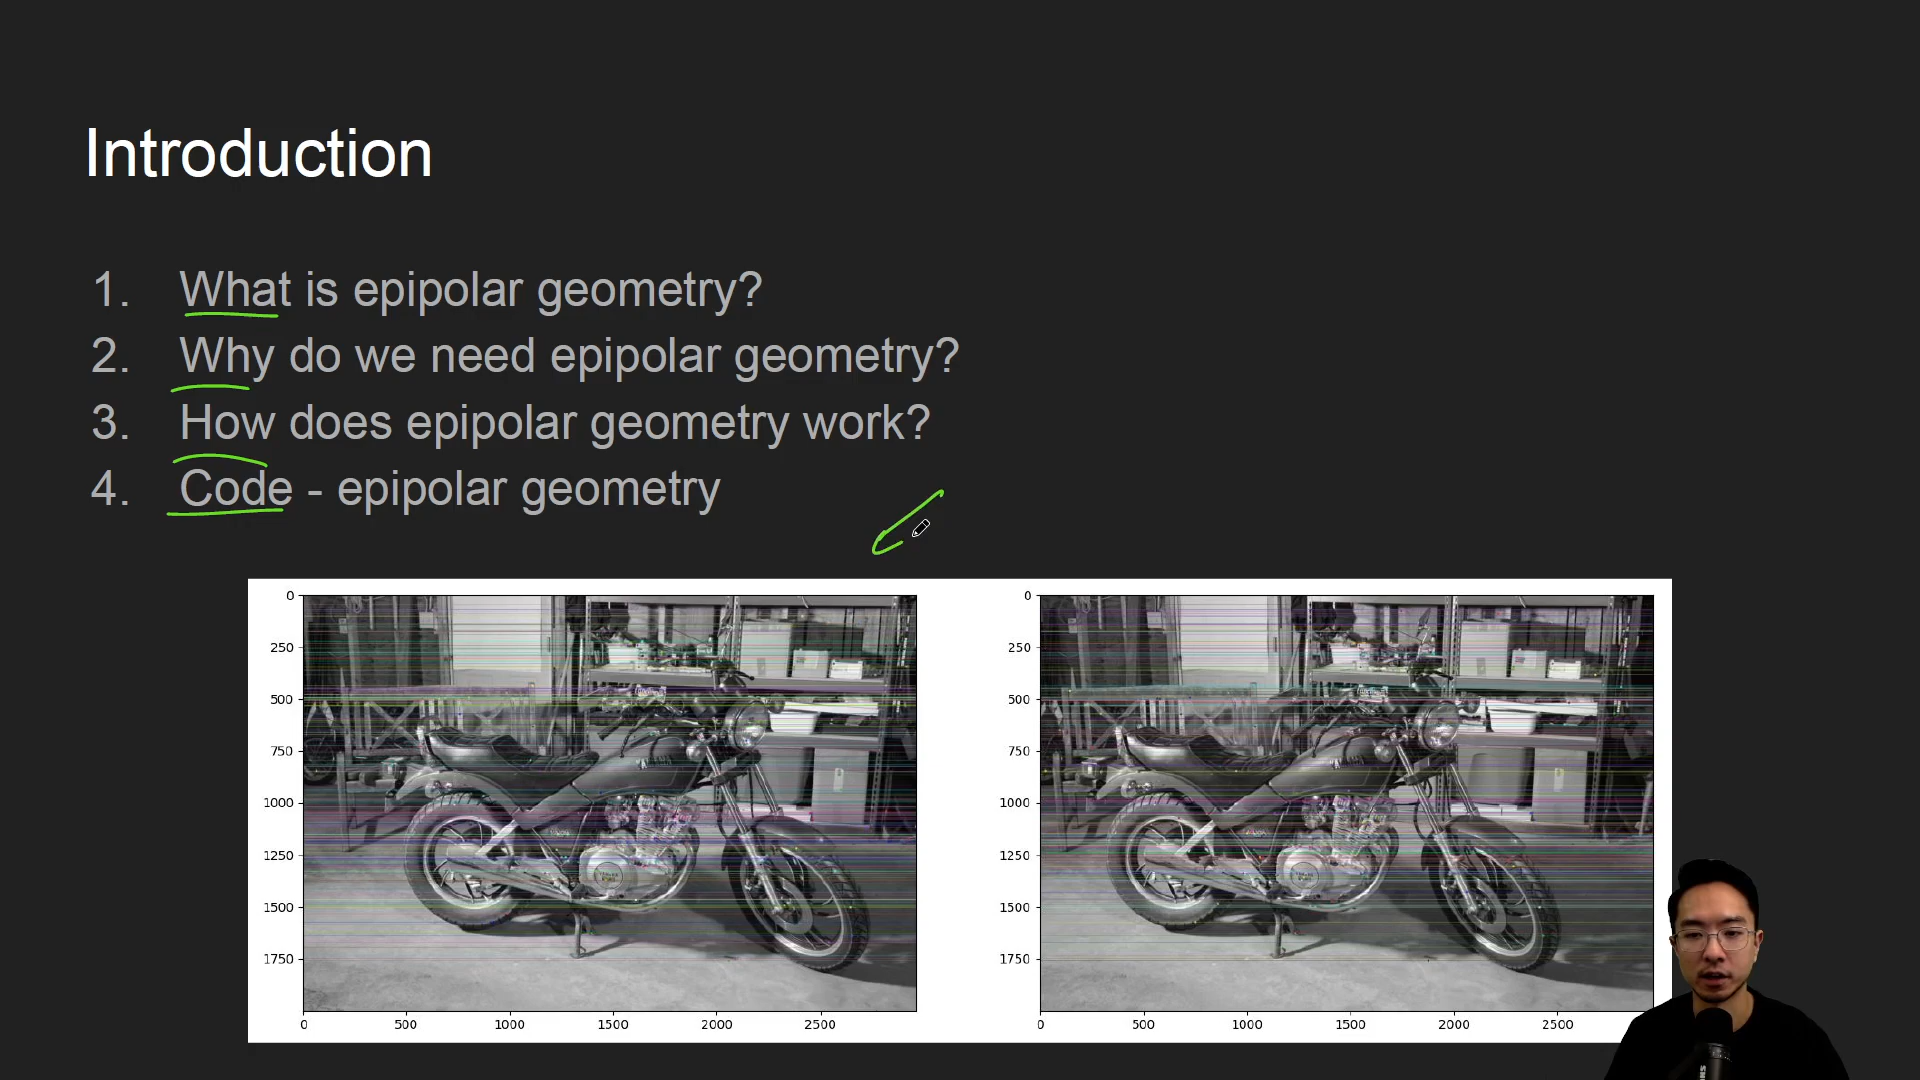 Introduction
1. What is epipolar geometry?
2. Why do we need epipolar geometry?
3. How does epipolar geometry work?
4. Code - epipolar geometry
0
250
500
750
1000
1250
1500
1750
0 500 1000 1500 2000 2500
0
250
500
750
1000
1250
1500
1750
0 500 1000 1500 2000 2500